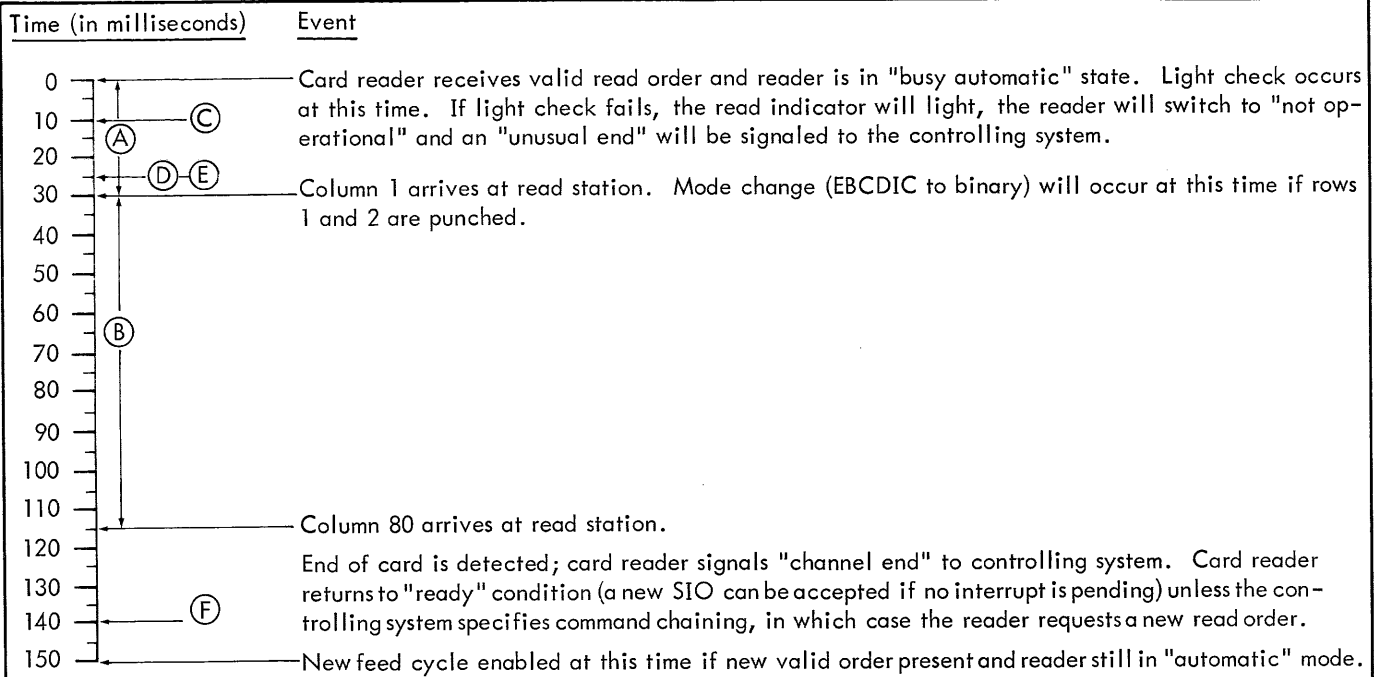 Time (in milliseconds) Event
0 Card reader receives valid read order and reader is in "busy automatic" state. Light check occurs
at this time. If light check fails, the read indicator will light, the reader will switch to "not op-
10 C
erational" and an "unusual end" will be signaled to the controlling system.
A
20
D E
30 Column 1 arrives at read station. Mode change (EBCDIC to binary) will occur at this time if rows
1 and 2 are punched.
40
50
60
B
70
80
90
100
110
Column 80 arrives at read station.
120
End of card is detected; card reader signals "channel end" to controlling system. Card reader
130 returns to "ready" condition (a new SIO can be accepted if no interrupt is pending) unless the con-
F
140 trolling system specifies command chaining, in which case the reader requests a new read order.
150 New feed cycle enabled at this time if new valid order present and reader still in "automatic" mode.